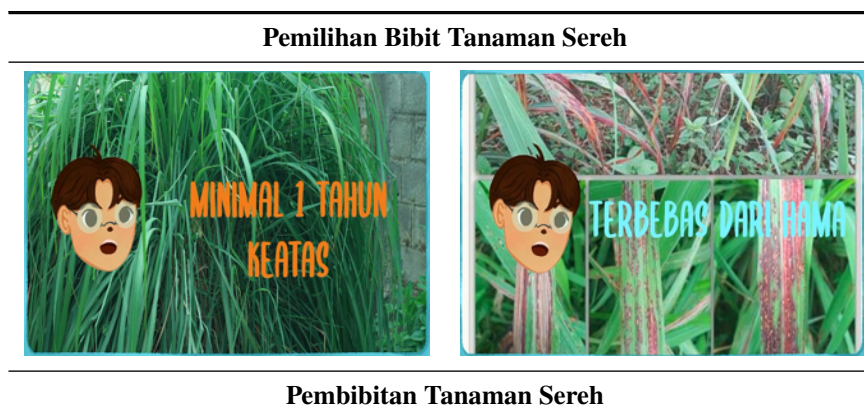 Pemilihan Bibit Tanaman Sereh
MINIMAL 1 TAHUN
KEATAS
TERBEBAS DARI HAMA
Pembibitan Tanaman Sereh